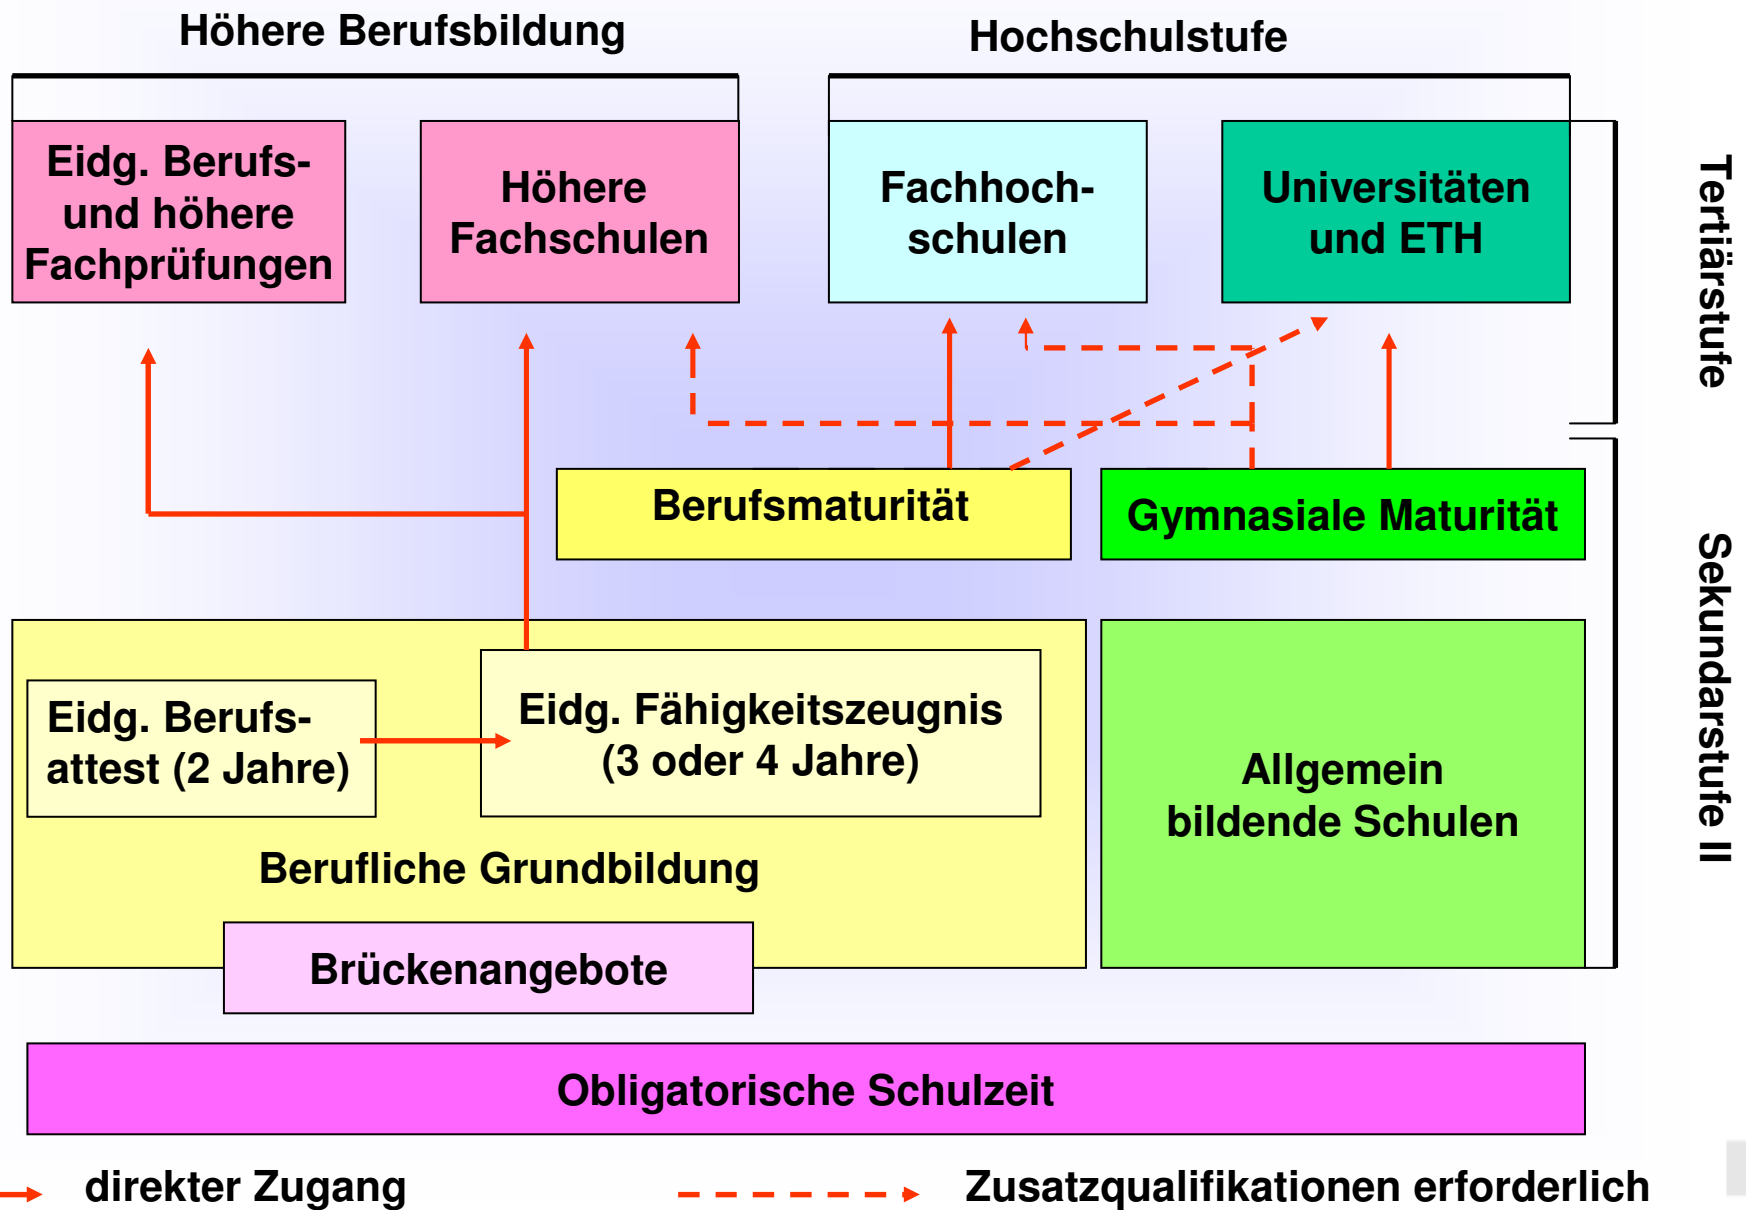 Höhere Berufsbildung
Hochschulstufe
Eidg. Berufs-
und höhere
Fachprüfungen
Höhere
Fachschulen
Fachhoch-
schulen
Universitäten
und ETH
Tertiärstufe
Berufsmaturität
Gymnasiale Maturität
Sekundarstufe II
Eidg. Berufs-
attest (2 Jahre)
Eidg. Fähigkeitszeugnis
(3 oder 4 Jahre)
Allgemein
bildende Schulen
Berufliche Grundbildung
Brückenangebote
Obligatorische Schulzeit
direkter Zugang
Zusatzqualifikationen erforderlich